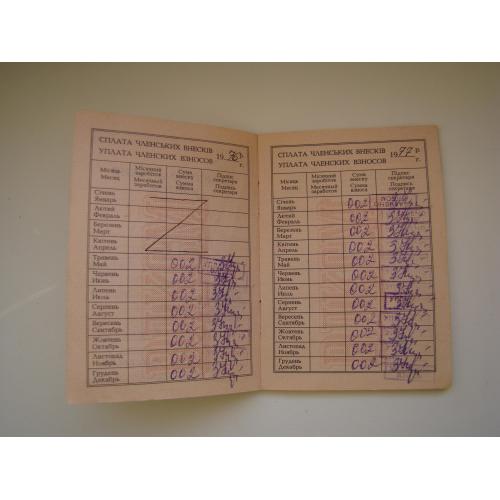 СПЛАТА ЧЛЕНСЬКИХ ВНЕСКІВ
УПЛАТА ЧЛЕНСКИХ ВЗНОСОВ
19 р.
г.
Місяць Місячний заробіток Сума внеску Підпис секретаря
Месяц Месячный заработок Сумма взноса Подпись секретаря
Січень
Январь
Лютий
Февраль
Березень
Март
Квітень
Апрель
Травень
Май 002
Червень
Июнь 002
Липень
Июль 002
Серпень
Август 002
Вересень
Сентябрь 002
Жовтень
Октябрь 002
Листопад
Ноябрь 002
Грудень
Декабрь 002
СПЛАТА ЧЛЕНСЬКИХ ВНЕСКІВ
УПЛАТА ЧЛЕНСКИХ ВЗНОСОВ
1972 р.
г.
Місяць Місячний заробіток Сума внеску Підпис секретаря
Месяц Месячный заработок Сумма взноса Подпись секретаря
Січень
Январь 002
Лютий
Февраль 002
Березень
Март 002
Квітень
Апрель 002
Травень
Май 002
Червень
Июнь 002
Липень
Июль 002
Серпень
Август 002
Вересень
Сентябрь 002
Жовтень
Октябрь 002
Листопад
Ноябрь 002
Грудень
Декабрь 002